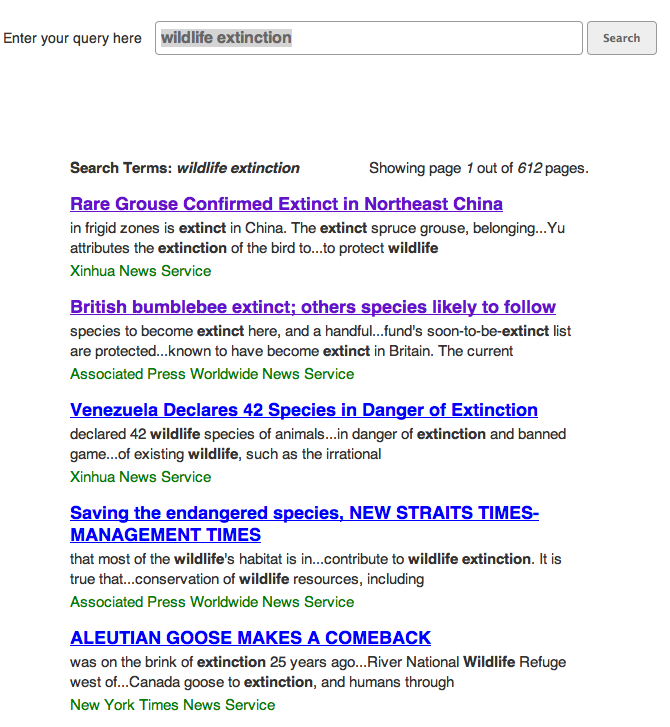 Enter your query here wildlife extinction Search
Search Terms: wildlife extinction Showing page 1 out of 612 pages.
Rare Grouse Confirmed Extinct in Northeast China
in frigid zones is extinct in China. The extinct spruce grouse, belonging...Yu
attributes the extinction of the bird to...to protect wildlife
Xinhua News Service
British bumblebee extinct; others species likely to follow
species to become extinct here, and a handful...fund's soon-to-be-extinct list
are protected...known to have become extinct in Britain. The current
Associated Press Worldwide News Service
Venezuela Declares 42 Species in Danger of Extinction
declared 42 wildlife species of animals...in danger of extinction and banned
game...of existing wildlife, such as the irrational
Xinhua News Service
Saving the endangered species, NEW STRAITS TIMES-
MANAGEMENT TIMES
that most of the wildlife's habitat is in...contribute to wildlife extinction. It is
true that...conservation of wildlife resources, including
Associated Press Worldwide News Service
ALEUTIAN GOOSE MAKES A COMEBACK
was on the brink of extinction 25 years ago...River National Wildlife Refuge
west of...Canada goose to extinction, and humans through
New York Times News Service